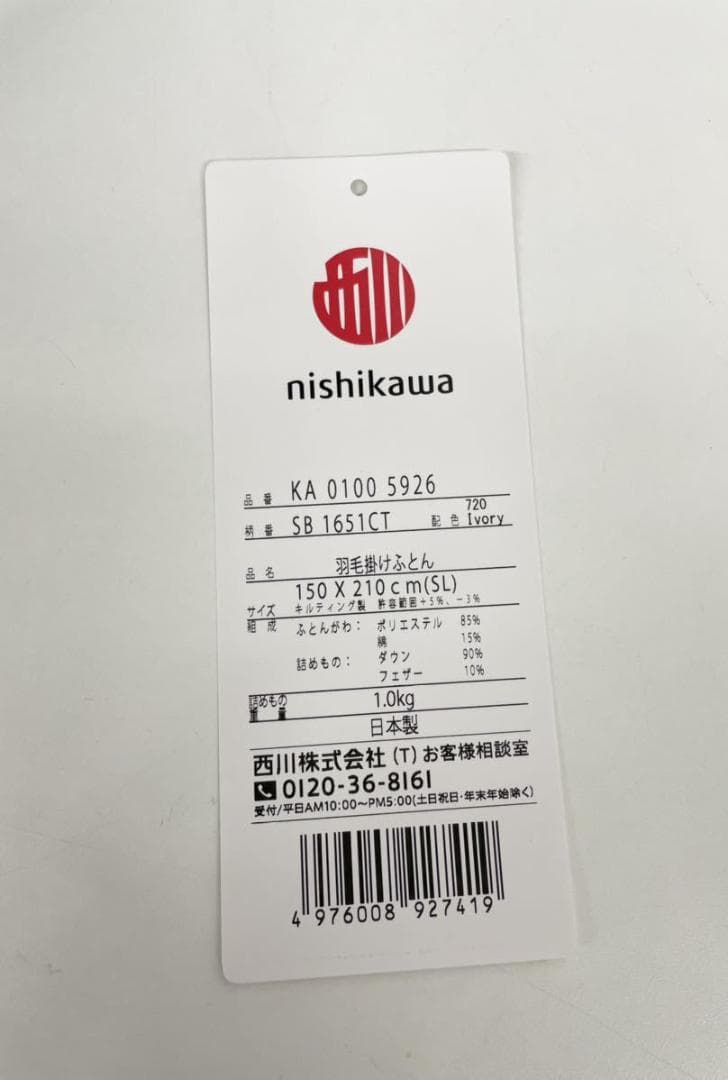 西川
nishikawa
品番 KA 0100 5926
柄番 SB 1651CT 配色 720 Ivory
品名 羽毛掛けふとん
サイズ 150 X 210cm(SL)
キルティング製 許容範囲+5%、-3%
組成 ふとんがわ: ポリエステル 85%
綿 15%
詰めもの: ダウン 90%
フェザー 10%
詰めもの重量 1.0kg
日本製
西川株式会社(T)お客様相談室
0120-36-8161
受付/平日AM10:00~PM5:00(土日祝日・年末年始除く)
4 976008 927419